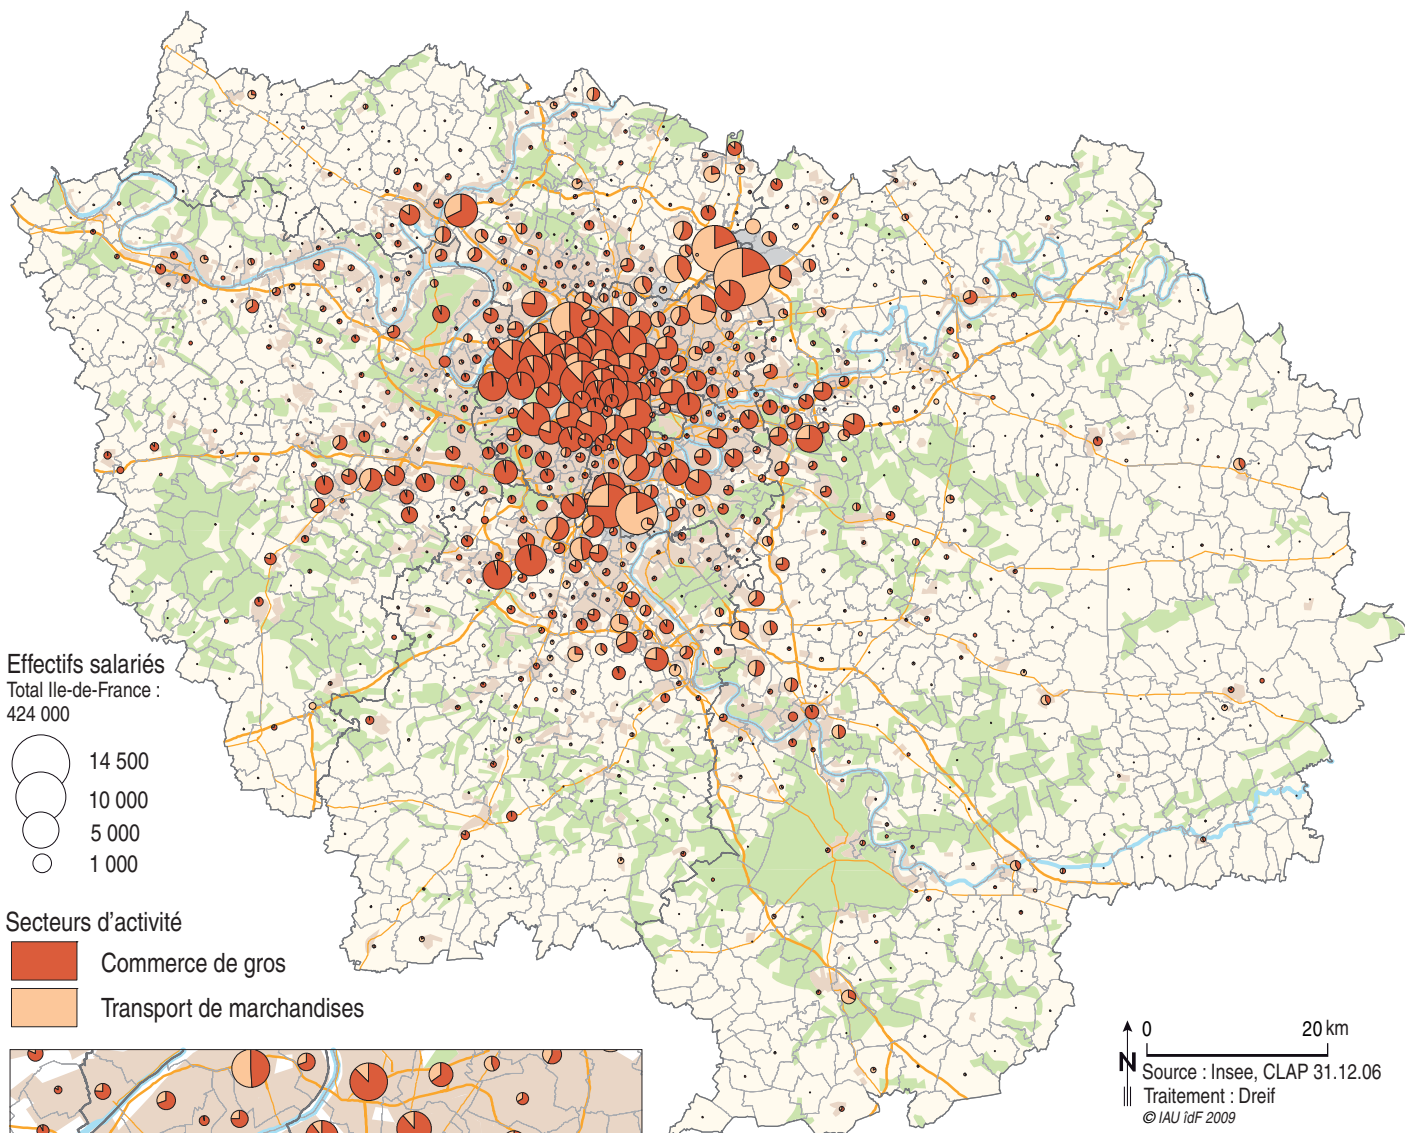 Effectifs salariés
Total Ile-de-France :
424 000
14 500
10 000
5 000
1 000
Secteurs d'activité
Commerce de gros
Transport de marchandises
0 20 km
N
Source : Insee, CLAP 31.12.06
Traitement : Dreif
© IAU îdF 2009